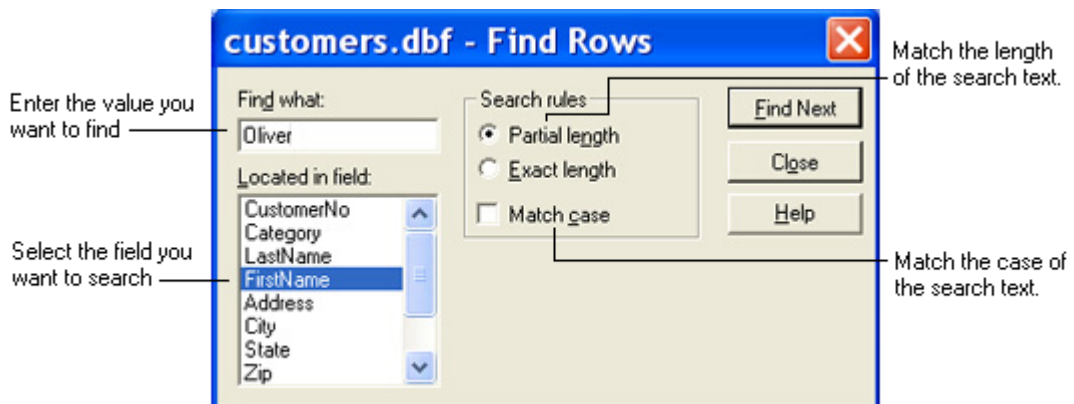 customers.dbf - Find Rows
Enter the value you
want to find
Find what:
Oliver
Located in field:
CustomerNo
Category
LastName
FirstName
Address
City
State
Zip
Select the field you
want to search
Search rules
Partial length
Exact length
Match case
Find Next
Close
Help
Match the length
of the search text.
Match the case of
the search text.